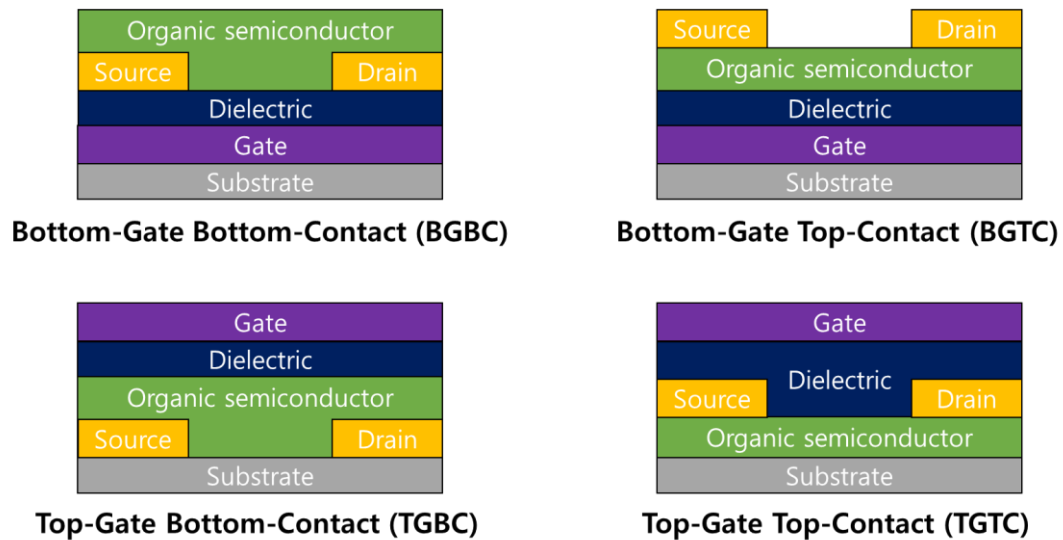 Organic semiconductor
Source
Drain
Dielectric
Gate
Substrate
Bottom-Gate Bottom-Contact (BGBC)
Source
Drain
Organic semiconductor
Dielectric
Gate
Substrate
Bottom-Gate Top-Contact (BGTC)
Gate
Dielectric
Organic semiconductor
Source
Drain
Substrate
Top-Gate Bottom-Contact (TGBC)
Gate
Dielectric
Source
Drain
Organic semiconductor
Substrate
Top-Gate Top-Contact (TGTC)